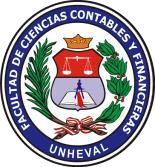 FACULTAD DE CIENCIAS CONTABLES Y FINANCIERAS
UNHEVAL